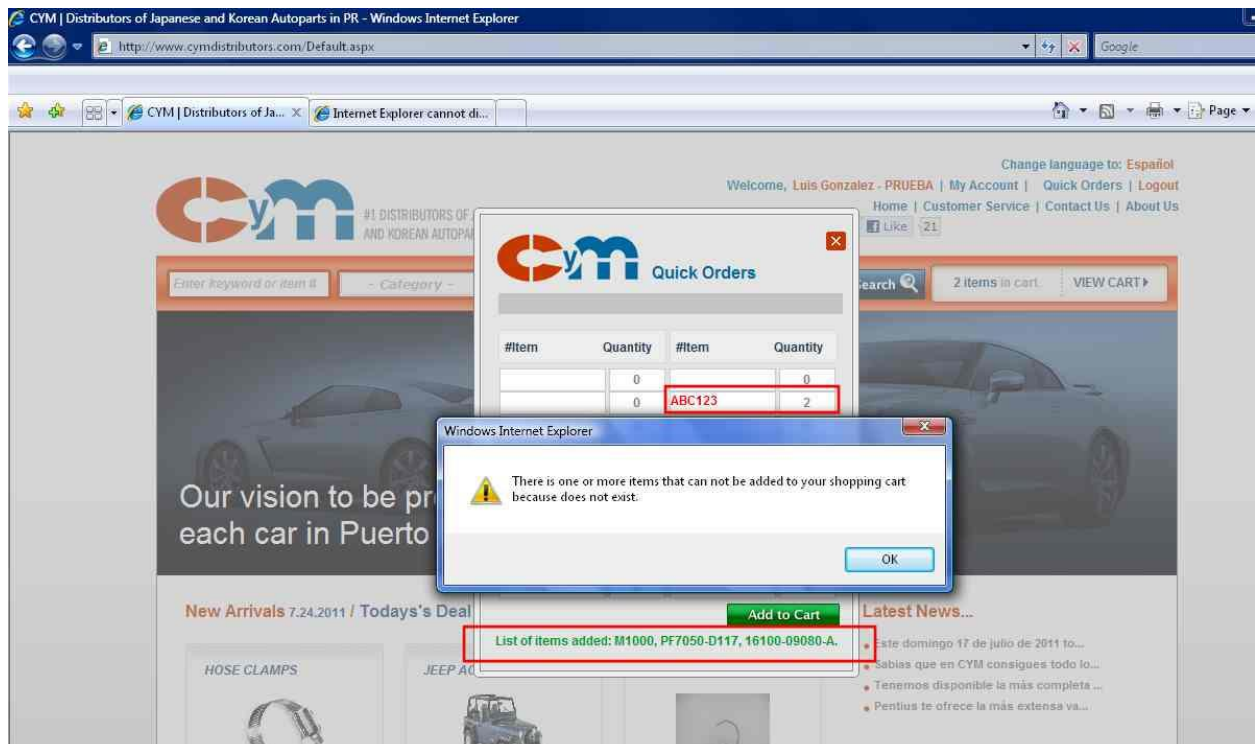 CYM | Distributors of Japanese and Korean Autoparts in PR - Windows Internet Explorer
http://www.cymdistributors.com/Default.aspx
Google
CYM | Distributors of Ja... X
Internet Explorer cannot di...
Page
Change language to: Español
Welcome, Luis Gonzalez - PRUEBA | My Account | Quick Orders | Logout
Home | Customer Service | Contact Us | About Us
Like 21
Cym
#1 DISTRIBUTORS OF
AND KOREAN AUTOPA
Enter keyword or item #
- Category -
Search
2 items in cart
VIEW CART
Cym Quick Orders
#Item Quantity #Item Quantity
0 0
0 ABC123 2
Windows Internet Explorer
There is one or more items that can not be added to your shopping cart
because does not exist.
OK
Our vision to be pr
each car in Puerto
Add to Cart
List of items added: M1000, PF7050-D117, 16100-09080-A.
New Arrivals 7.24.2011 / Todays's Deal
HOSE CLAMPS
JEEP AC
Latest News...
Este domingo 17 de julio de 2011 to...
Sabias que en CYM consigues todo lo...
Tenemos disponible la más completa ...
Pentius te ofrece la más extensa va...